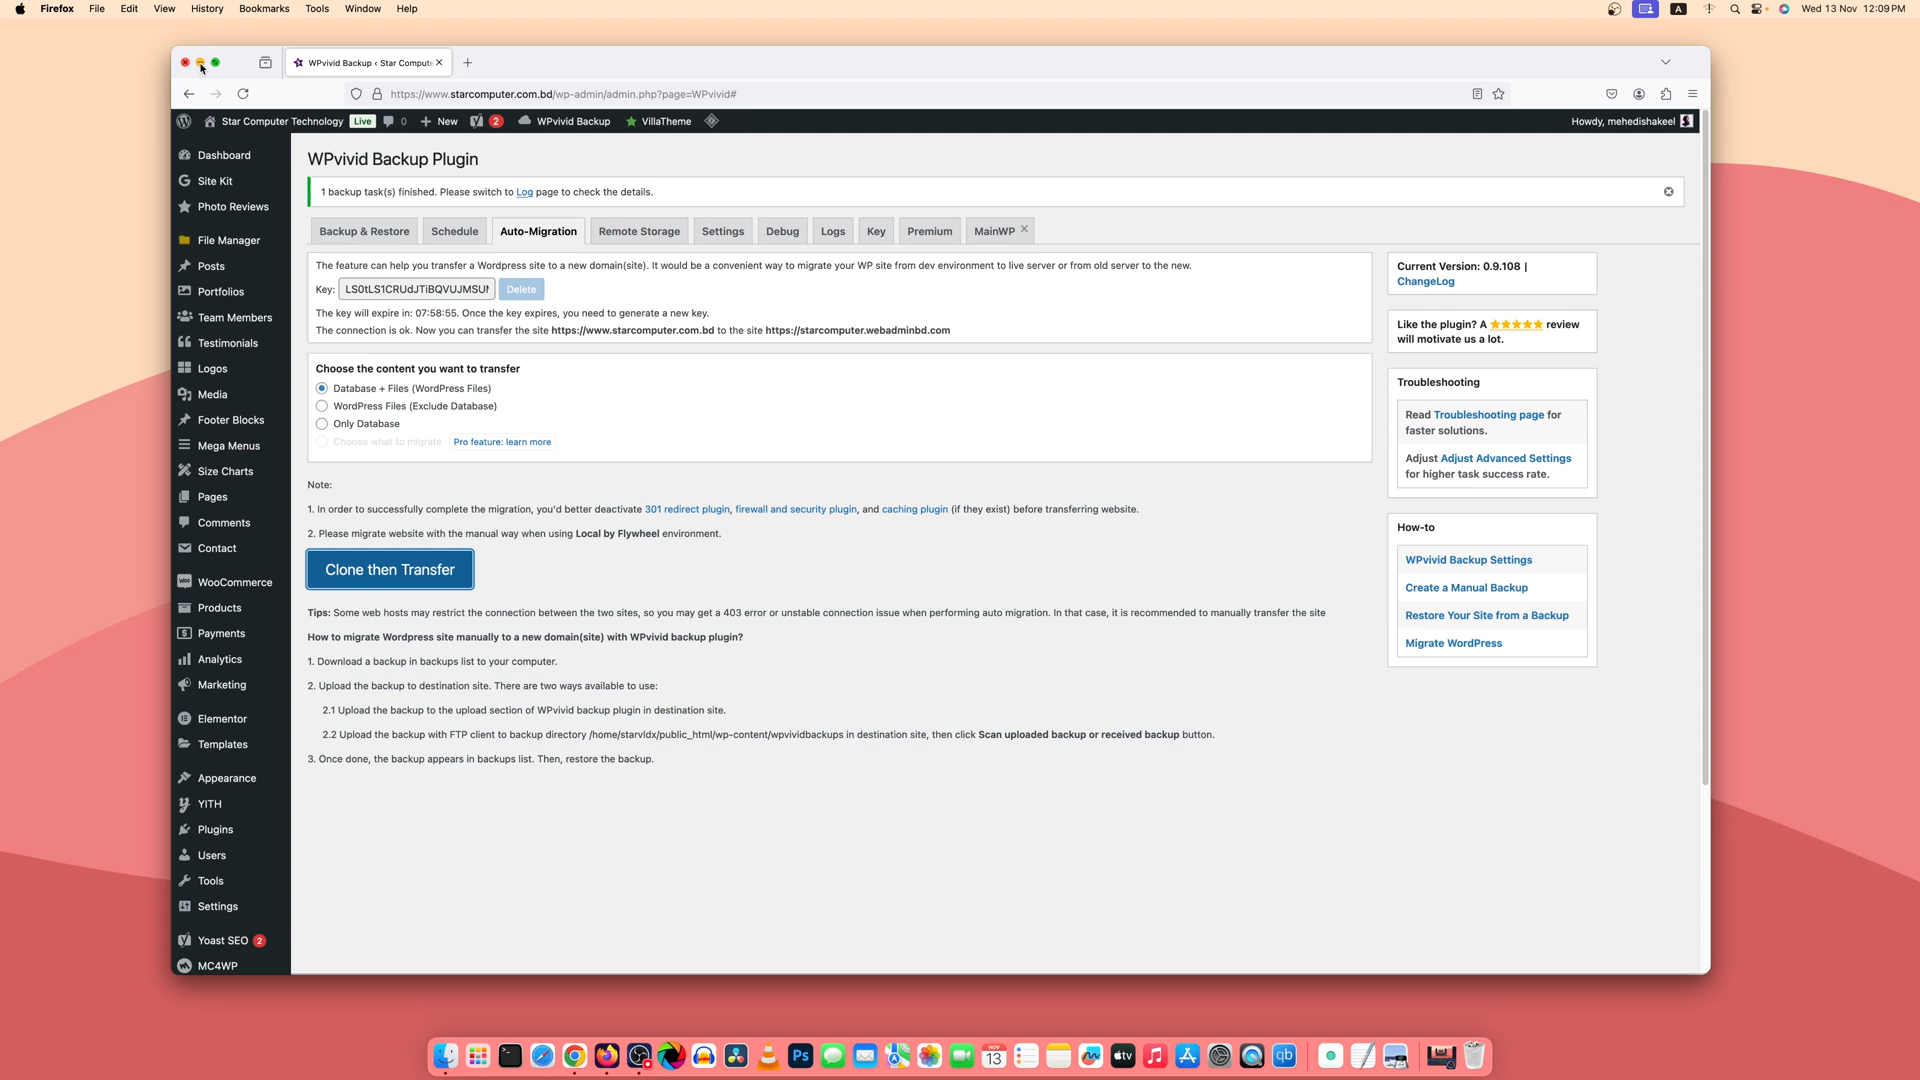 Firefox File Edit View History Bookmarks Tools Window Help
A
Wed 13 Nov 12:09 PM
WPvivid Backup ‹ Star Compute
https://www.starcomputer.com.bd/wp-admin/admin.php?page=WPvivid#
Star Computer Technology Live 0 New 2 WPvivid Backup VillaTheme
Howdy, mehedishakeel
Dashboard
Site Kit
Photo Reviews
File Manager
Posts
Portfolios
Team Members
Testimonials
Logos
Media
Footer Blocks
Mega Menus
Size Charts
Pages
Comments
Contact
WooCommerce
Products
Payments
Analytics
Marketing
Elementor
Templates
Appearance
YITH
Plugins
Users
Tools
Settings
Yoast SEO 2
MC4WP
WPvivid Backup Plugin
1 backup task(s) finished. Please switch to Log page to check the details.
Backup & Restore Schedule Auto-Migration Remote Storage Settings Debug Logs Key Premium MainWP
The feature can help you transfer a Wordpress site to a new domain(site). It would be a convenient way to migrate your WP site from dev environment to live server or from old server to the new.
Key: LS0tLS1CRUdJTiBQVUJMSUN Delete
The key will expire in: 07:58:55. Once the key expires, you need to generate a new key.
The connection is ok. Now you can transfer the site https://www.starcomputer.com.bd to the site https://starcomputer.webadminbd.com
Choose the content you want to transfer
Database + Files (WordPress Files)
WordPress Files (Exclude Database)
Only Database
Choose what to migrate Pro feature: learn more
Note:
1. In order to successfully complete the migration, you'd better deactivate 301 redirect plugin, firewall and security plugin, and caching plugin (if they exist) before transferring website.
2. Please migrate website with the manual way when using Local by Flywheel environment.
Clone then Transfer
Tips: Some web hosts may restrict the connection between the two sites, so you may get a 403 error or unstable connection issue when performing auto migration. In that case, it is recommended to manually transfer the site
How to migrate Wordpress site manually to a new domain(site) with WPvivid backup plugin?
1. Download a backup in backups list to your computer.
2. Upload the backup to destination site. There are two ways available to use:
2.1 Upload the backup to the upload section of WPvivid backup plugin in destination site.
2.2 Upload the backup with FTP client to backup directory /home/starvldx/public_html/wp-content/wpvividbackups in destination site, then click Scan uploaded backup or received backup button.
3. Once done, the backup appears in backups list. Then, restore the backup.
Current Version: 0.9.108 |
ChangeLog
Like the plugin? A ★★★★★ review
will motivate us a lot.
Troubleshooting
Read Troubleshooting page for
faster solutions.
Adjust Adjust Advanced Settings
for higher task success rate.
How-to
WPvivid Backup Settings
Create a Manual Backup
Restore Your Site from a Backup
Migrate WordPress
Ps
NOV
13
tv
qb